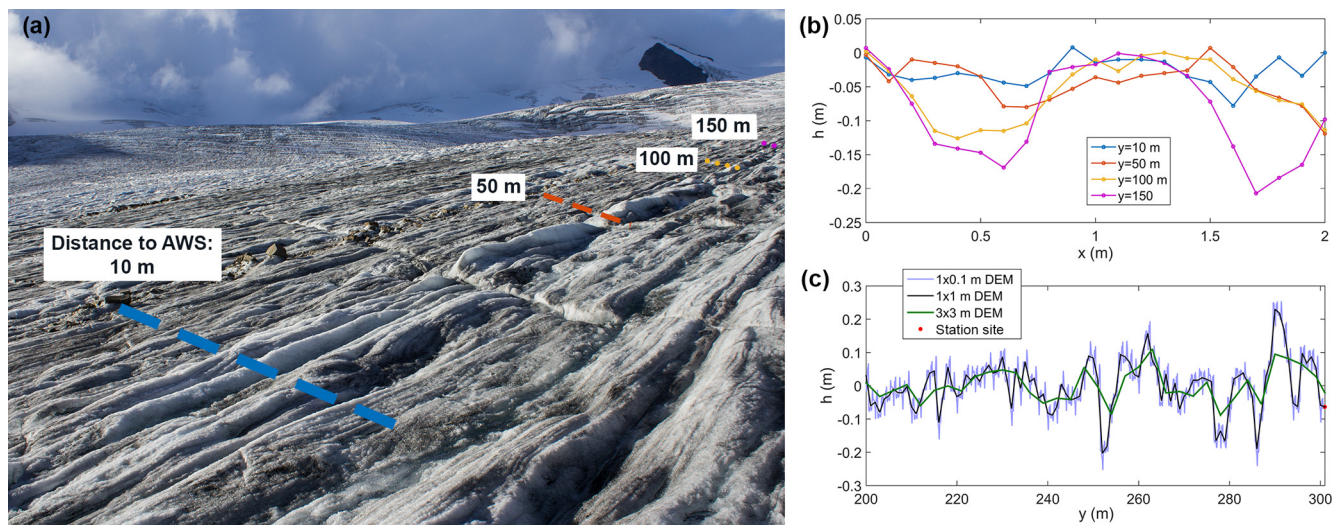 (a)
150 m
100 m
50 m
Distance to AWS:
10 m
(b)
0.05
0
-0.05
-0.1
-0.15
-0.2
-0.25
h (m)
y=10 m
y=50 m
y=100 m
y=150
0
0.5
1
1.5
2
x (m)
(c)
1x0.1 m DEM
1x1 m DEM
3x3 m DEM
Station site
0.3
0.2
0.1
0
-0.1
-0.2
-0.3
h (m)
200
220
240
260
280
300
y (m)